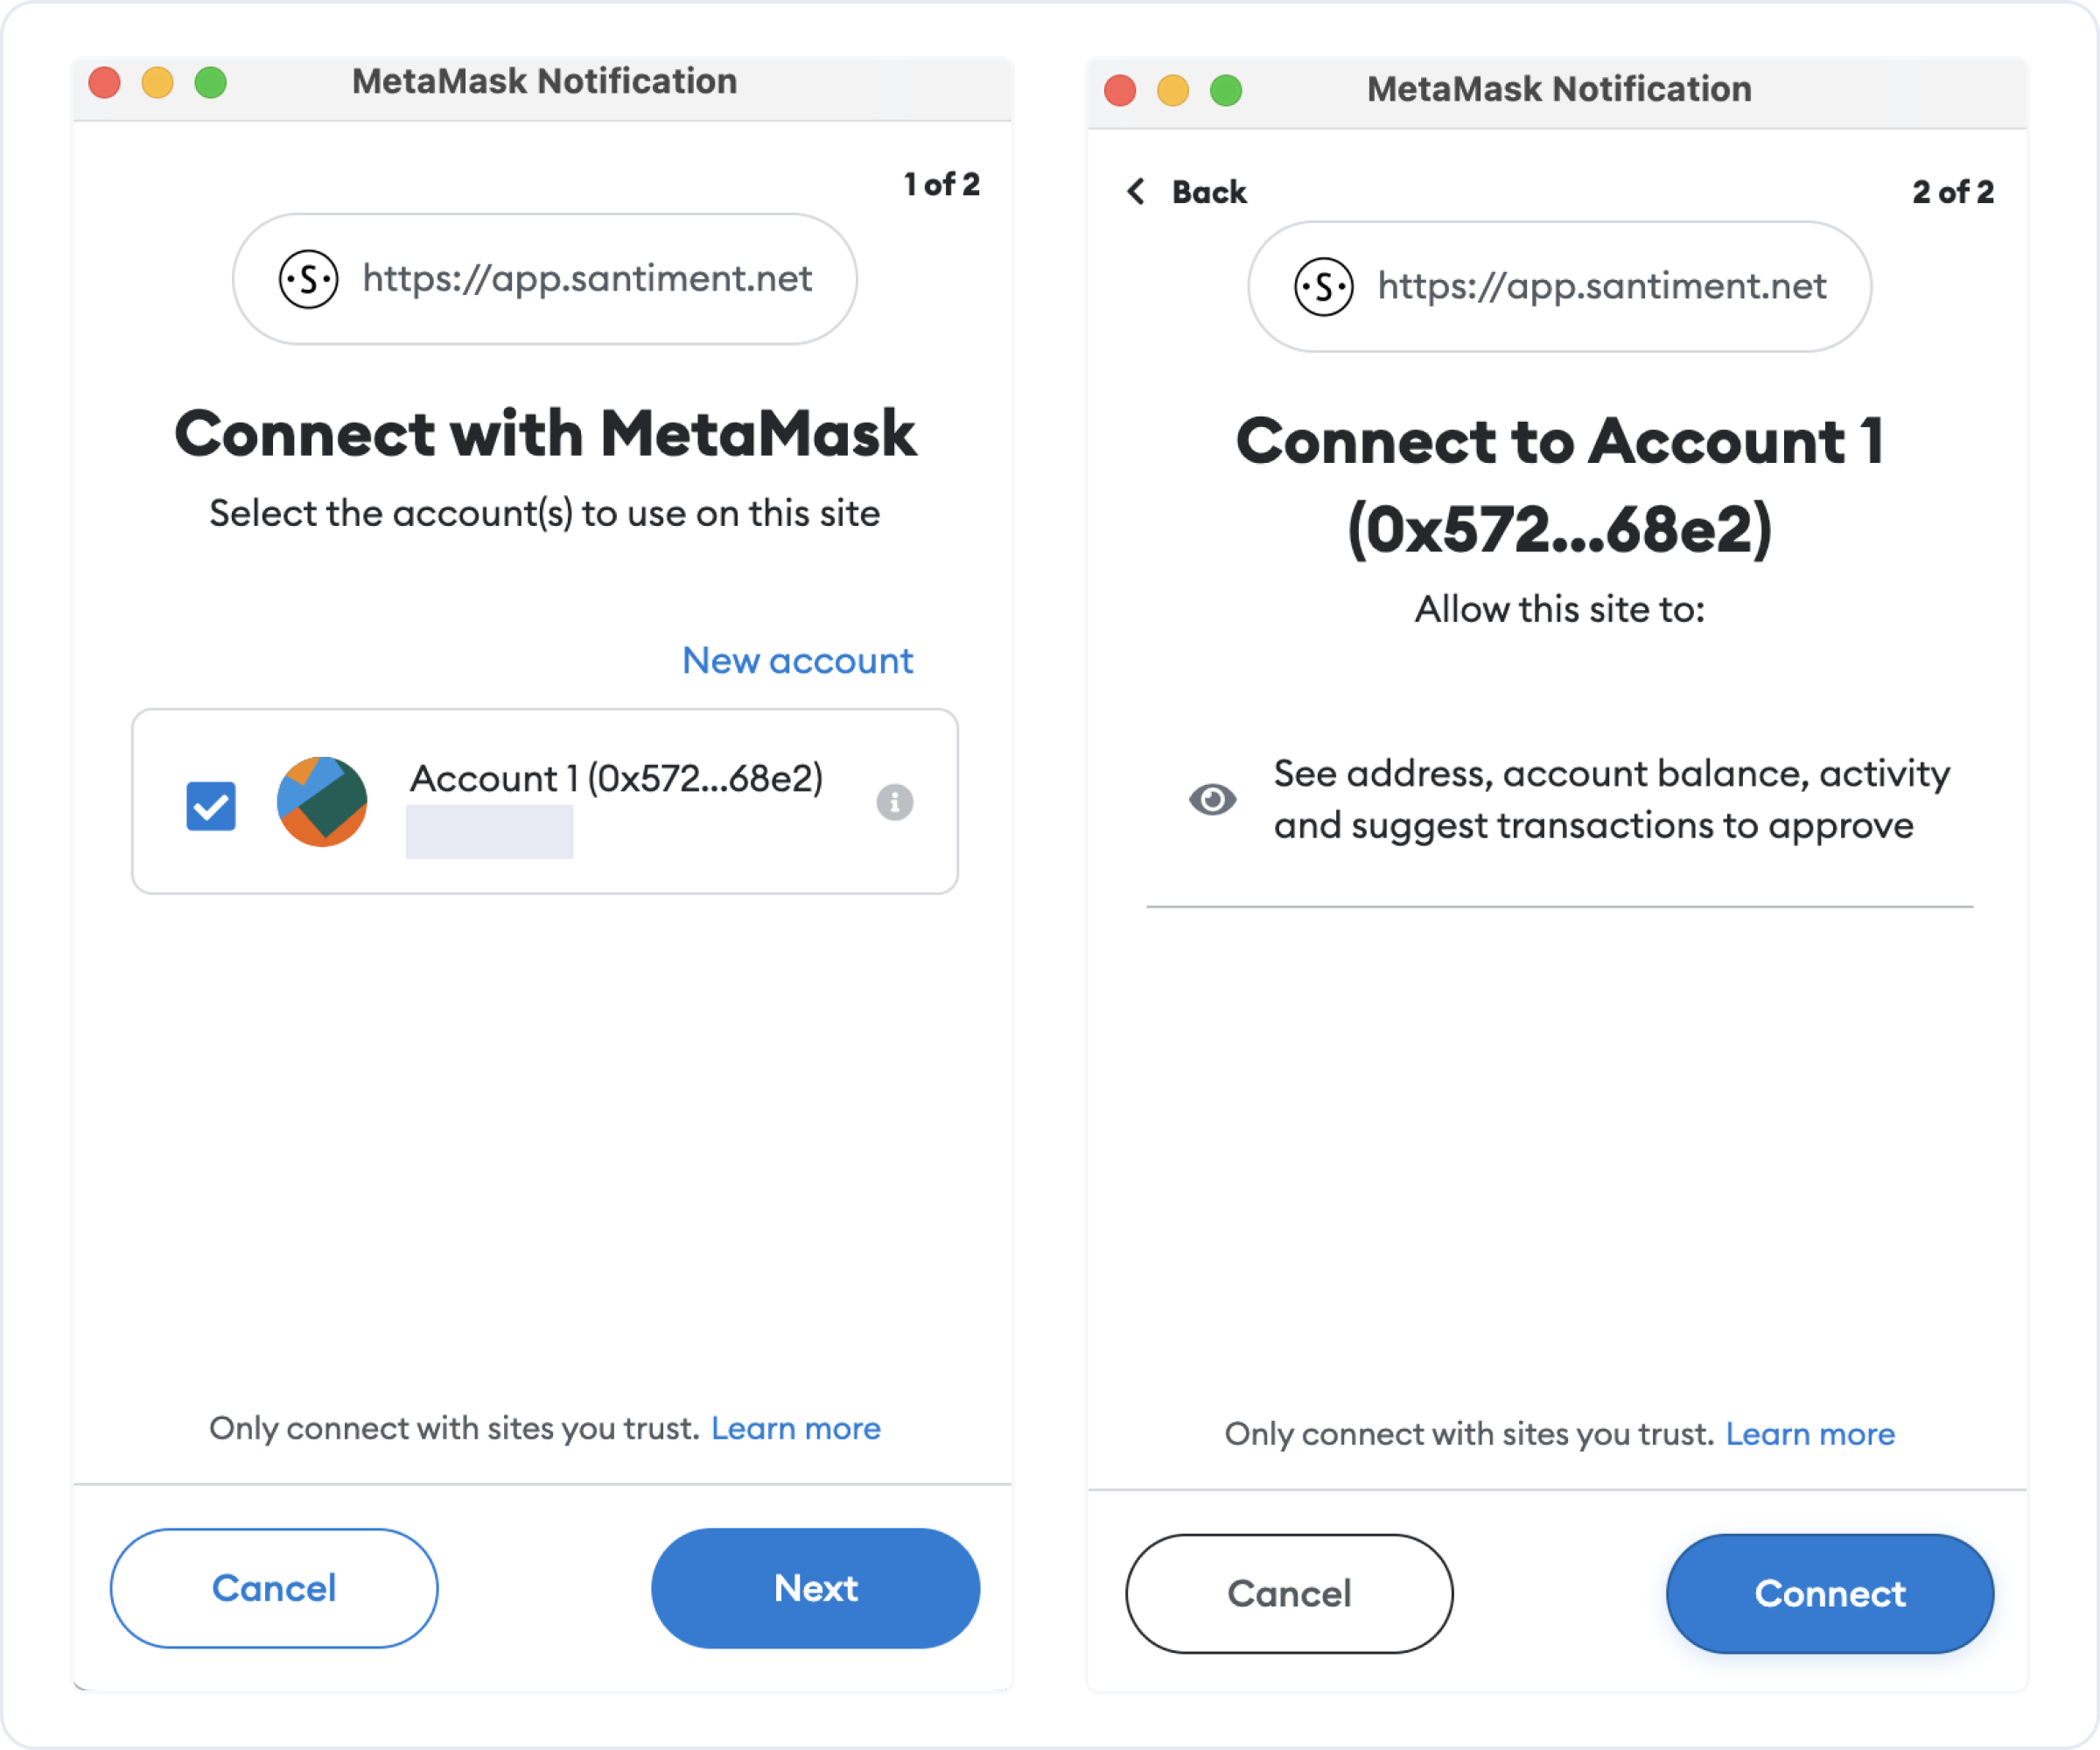 MetaMask Notification
1 of 2
·S· https://app.santiment.net
Connect with MetaMask
Select the account(s) to use on this site
New account
Account 1 (0x572...68e2)
Only connect with sites you trust. Learn more
Cancel
Next
MetaMask Notification
Back
2 of 2
·S· https://app.santiment.net
Connect to Account 1
(0x572...68e2)
Allow this site to:
See address, account balance, activity
and suggest transactions to approve
Only connect with sites you trust. Learn more
Cancel
Connect